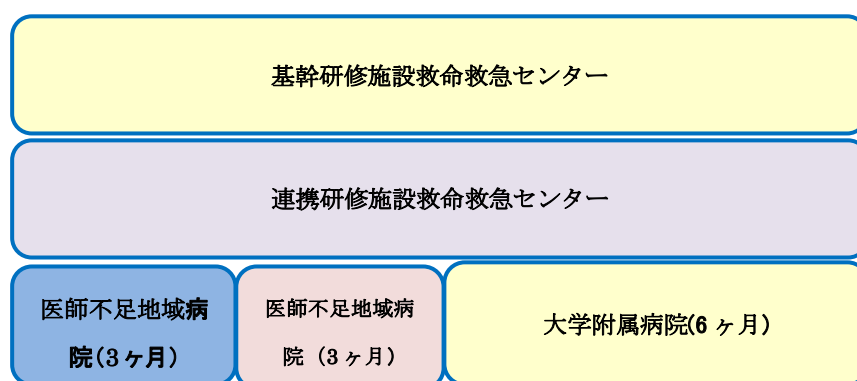 基幹研修施設救命救急センター
連携研修施設救命救急センター
医師不足地域病
院(3ヶ月)
医師不足地域病
院（3ヶ月）
大学附属病院(6ヶ月)